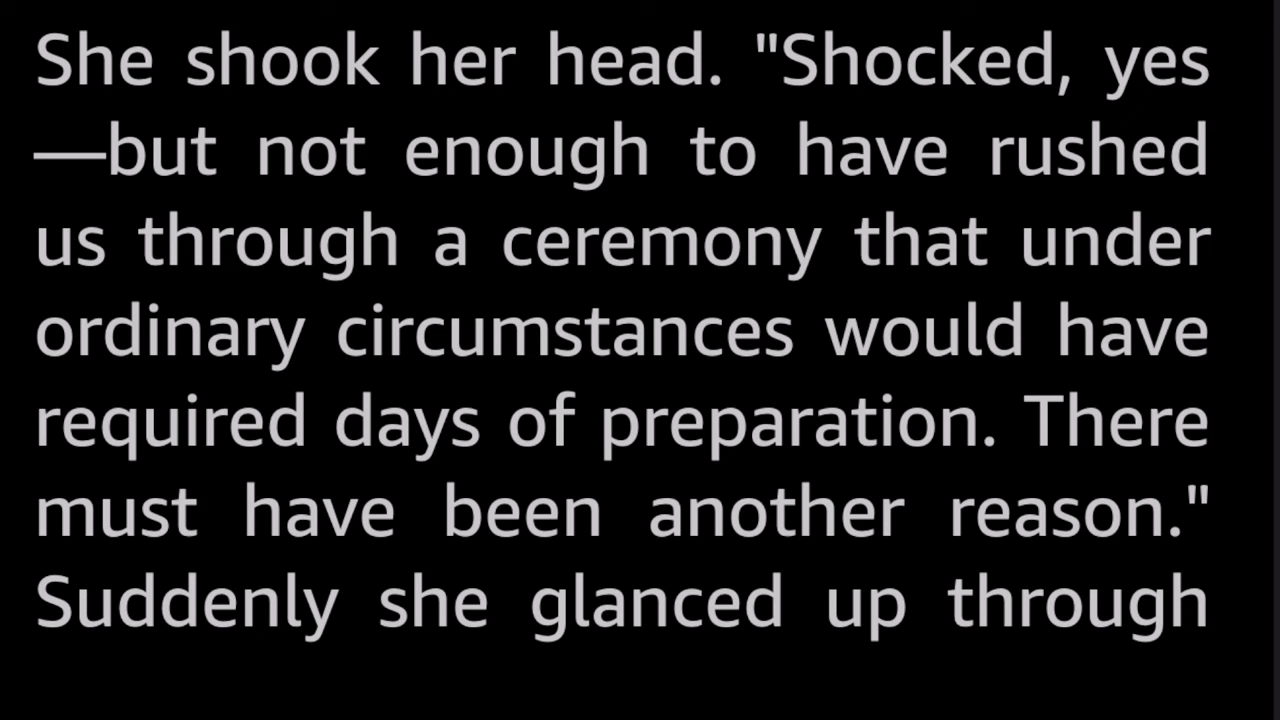 She shook her head. "Shocked, yes
—but not enough to have rushed
us through a ceremony that under
ordinary circumstances would have
required days of preparation. There
must have been another reason."
Suddenly she glanced up through